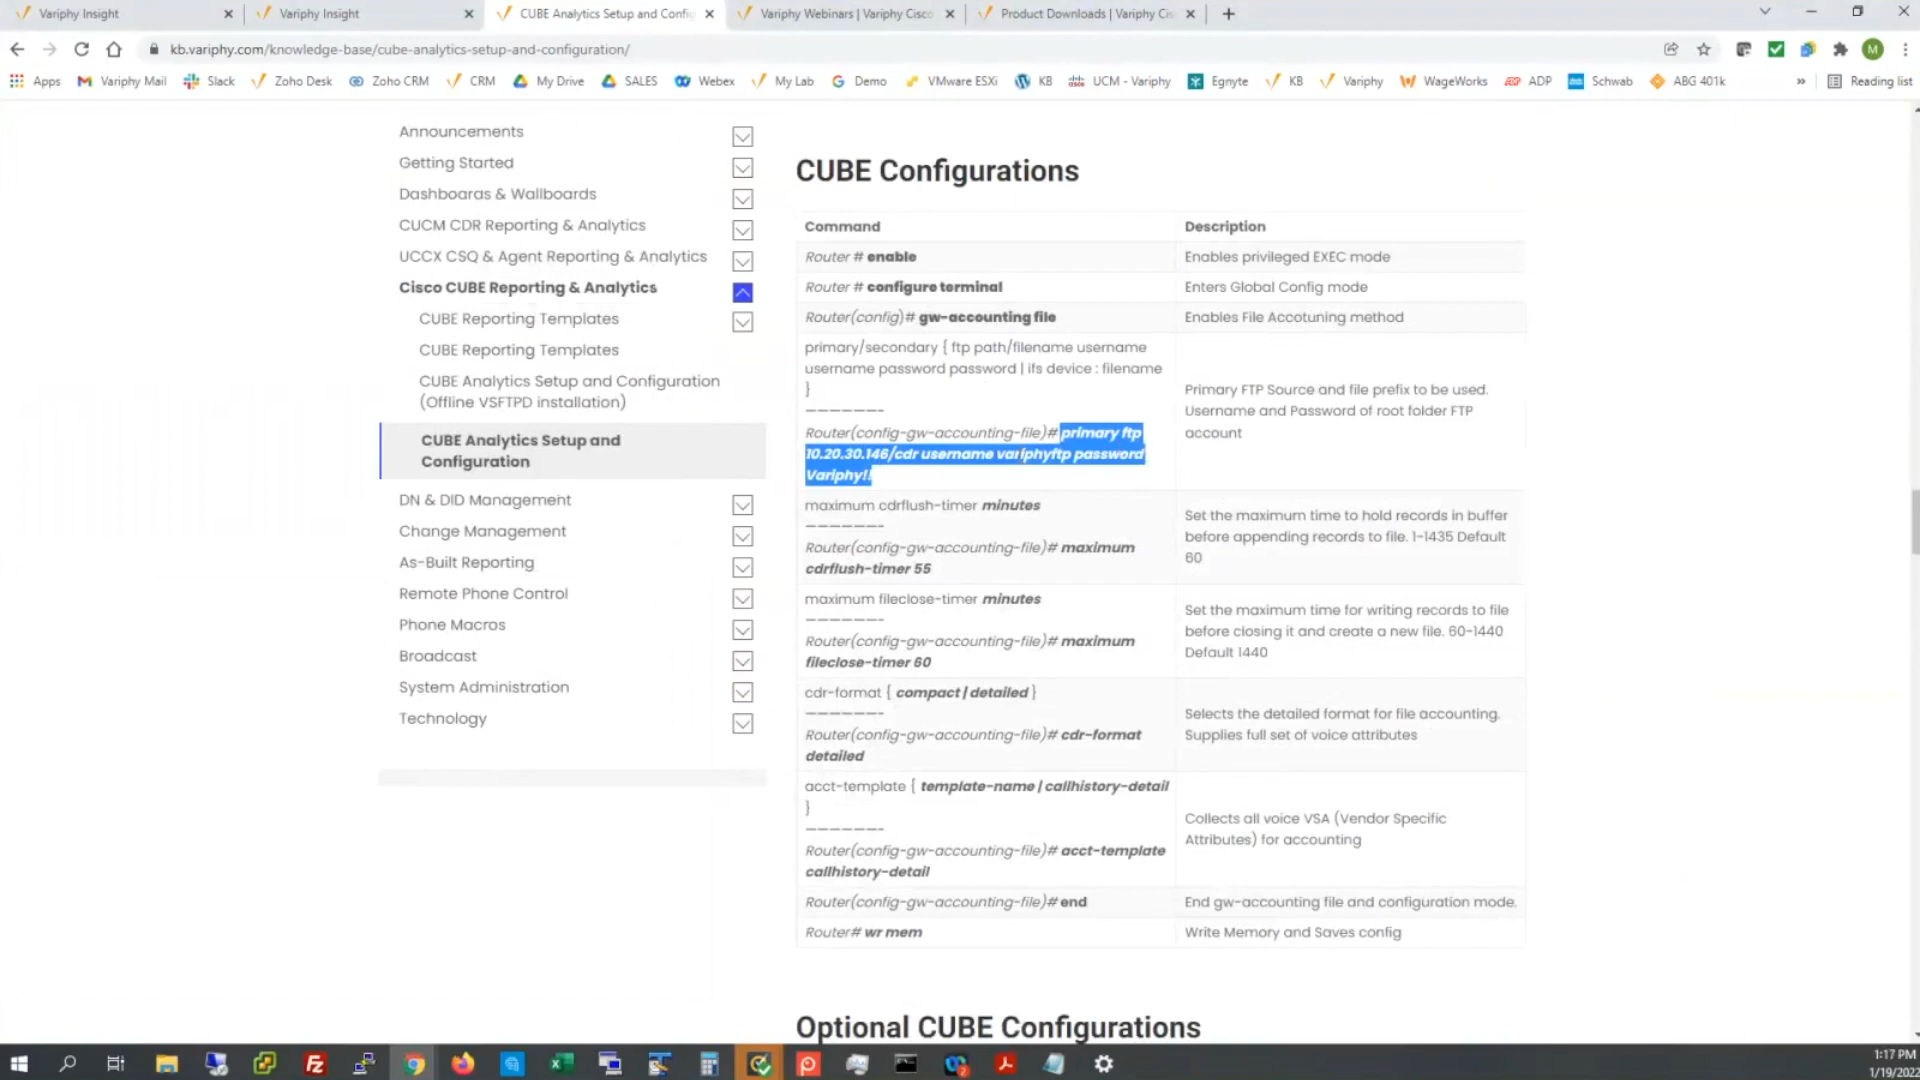 Variphy Insight
Variphy Insight
CUBE Analytics Setup and Config
Variphy Webinars | Variphy Cisco
Product Downloads | Variphy Cis
kb.variphy.com/knowledge-base/cube-analytics-setup-and-configuration/
M
Apps
Variphy Mail
Slack
Zoho Desk
Zoho CRM
CRM
My Drive
SALES
Webex
My Lab
Demo
VMware ESXi
KB
UCM - Variphy
Egnyte
KB
Variphy
WageWorks
ADP
Schwab
ABG 401k
»
Reading list
Announcements
Getting Started
Dashboards & Wallboards
CUCM CDR Reporting & Analytics
UCCX CSQ & Agent Reporting & Analytics
Cisco CUBE Reporting & Analytics
CUBE Reporting Templates
CUBE Reporting Templates
CUBE Analytics Setup and Configuration
(Offline VSFTPD installation)
CUBE Analytics Setup and
Configuration
DN & DID Management
Change Management
As-Built Reporting
Remote Phone Control
Phone Macros
Broadcast
System Administration
Technology
CUBE Configurations
Command
Description
Router # enable
Enables privileged EXEC mode
Router # configure terminal
Enters Global Config mode
Router(config)# gw-accounting file
Enables File Accotuning method
primary/secondary { ftp path/filename username
username password password | ifs device : filename
}
——————-
Router(config-gw-accounting-file)# primary ftp
10.20.30.146/cdr username variphyftp password
Variphy!!
Primary FTP Source and file prefix to be used.
Username and Password of root folder FTP
account
maximum cdrflush-timer minutes
——————-
Router(config-gw-accounting-file)# maximum
cdrflush-timer 55
Set the maximum time to hold records in buffer
before appending records to file. 1-1435 Default
60
maximum fileclose-timer minutes
——————-
Router(config-gw-accounting-file)# maximum
fileclose-timer 60
Set the maximum time for writing records to file
before closing it and create a new file. 60-1440
Default 1440
cdr-format { compact | detailed }
——————-
Router(config-gw-accounting-file)# cdr-format
detailed
Selects the detailed format for file accounting.
Supplies full set of voice attributes
acct-template { template-name | callhistory-detail
}
——————-
Router(config-gw-accounting-file)# acct-template
callhistory-detail
Collects all voice VSA (Vendor Specific
Attributes) for accounting
Router(config-gw-accounting-file)# end
End gw-accounting file and configuration mode.
Router# wr mem
Write Memory and Saves config
Optional CUBE Configurations
1:17 PM
1/19/2022